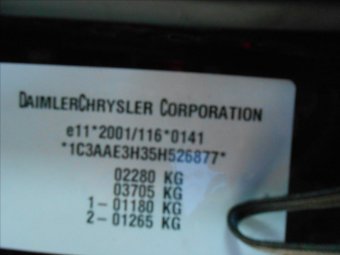 DAIMLERCHRYSLER CORPORATION
e11*2001/116*0141
*1C3AAE3H35H526877*
02280 KG
03705 KG
1-01180 KG
2-01265 KG